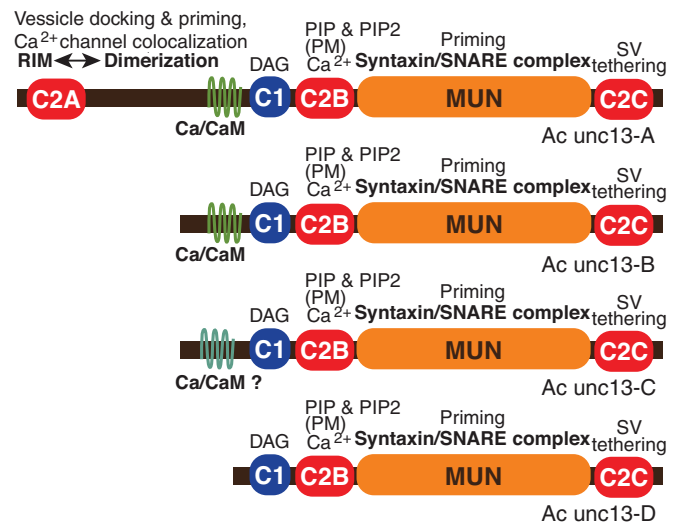 Vessicle docking & priming,
Ca2+channel colocalization
RIM ↔ Dimerization
DAG
PIP & PIP2
(PM)
Ca2+
Priming
Syntaxin/SNARE complex
SV
tethering
C2A
C1
C2B
MUN
C2C
Ca/CaM
Ac unc13-A
PIP & PIP2
(PM)
DAG
Ca2+
Priming
Syntaxin/SNARE complex
SV
tethering
C1
C2B
MUN
C2C
Ca/CaM
Ac unc13-B
PIP & PIP2
(PM)
DAG
Ca2+
Priming
Syntaxin/SNARE complex
SV
tethering
C1
C2B
MUN
C2C
Ca/CaM ?
Ac unc13-C
PIP & PIP2
(PM)
DAG
Ca2+
Priming
Syntaxin/SNARE complex
SV
tethering
C1
C2B
MUN
C2C
Ac unc13-D